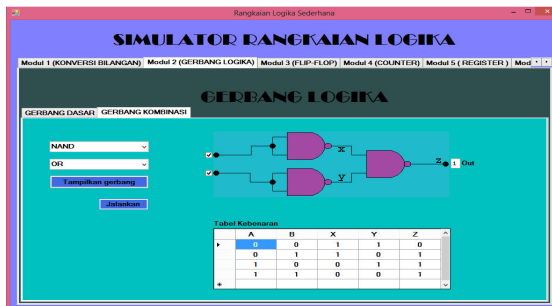 Rangkaian Logika Sederhana
SIMULATOR RANGKAIAN LOGIKA
Modul 1 (KONVERSI BILANGAN) Modul 2 (GERBANG LOGIKA) Modul 3 (FLIP-FLOP) Modul 4 (COUNTER) Modul 5 ( REGISTER ) Mod
GERBANG LOGIKA
GERBANG DASAR GERBANG KOMBINASI
NAND
OR
Tampilkan gerbang
Jalankan
X
Y
Z 1 Out
Tabel Kebenaran
A B X Y Z
0 0 1 1 0
0 1 1 0 1
1 0 0 1 1
1 1 0 0 1